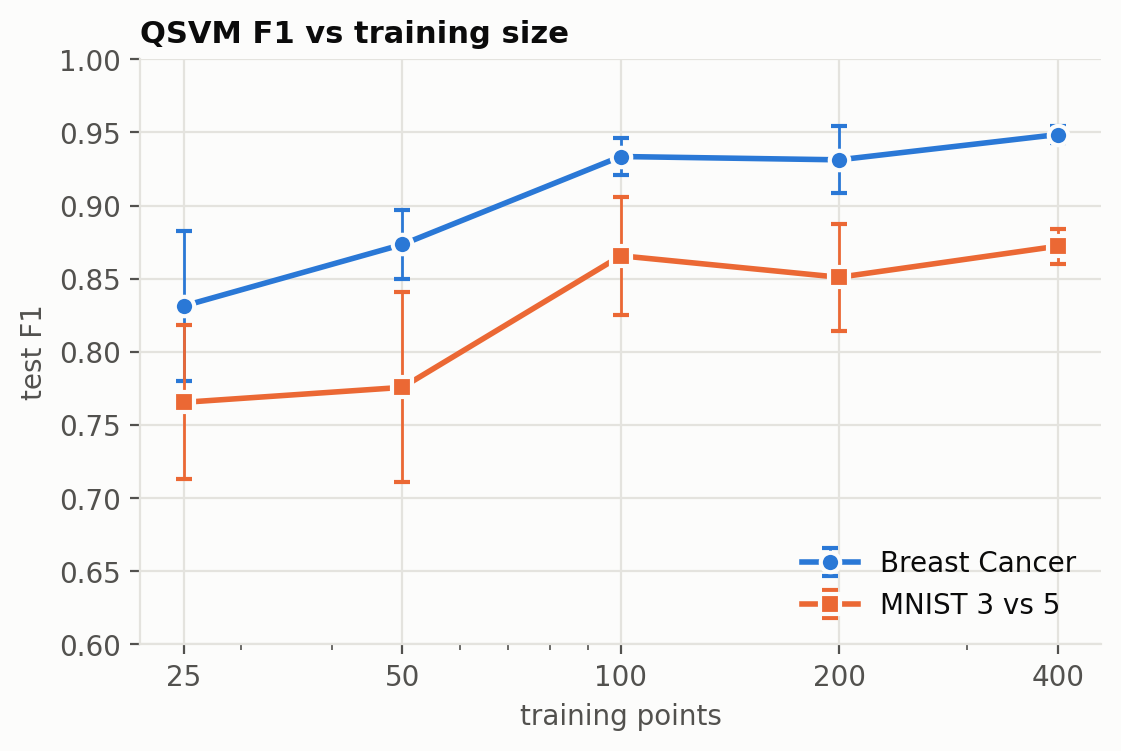 QSVM F1 vs training size
1.00
0.95
0.90
0.85
0.80
0.75
0.70
0.65
0.60
test F1
Breast Cancer
MNIST 3 vs 5
25 50 100 200 400
training points